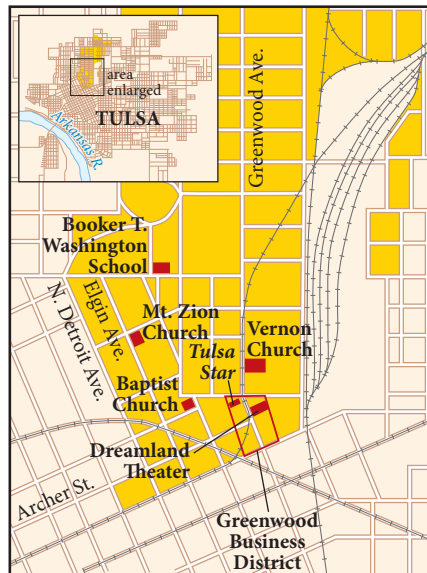 area
enlarged
TULSA
Arkansas R.
Greenwood Ave.
Booker T.
Washington
School
Elgin Ave.
N. Detroit Ave.
Mt. Zion
Church
Vernon
Church
Tulsa
Star
Baptist
Church
Dreamland
Theater
Archer St.
Greenwood
Business
District